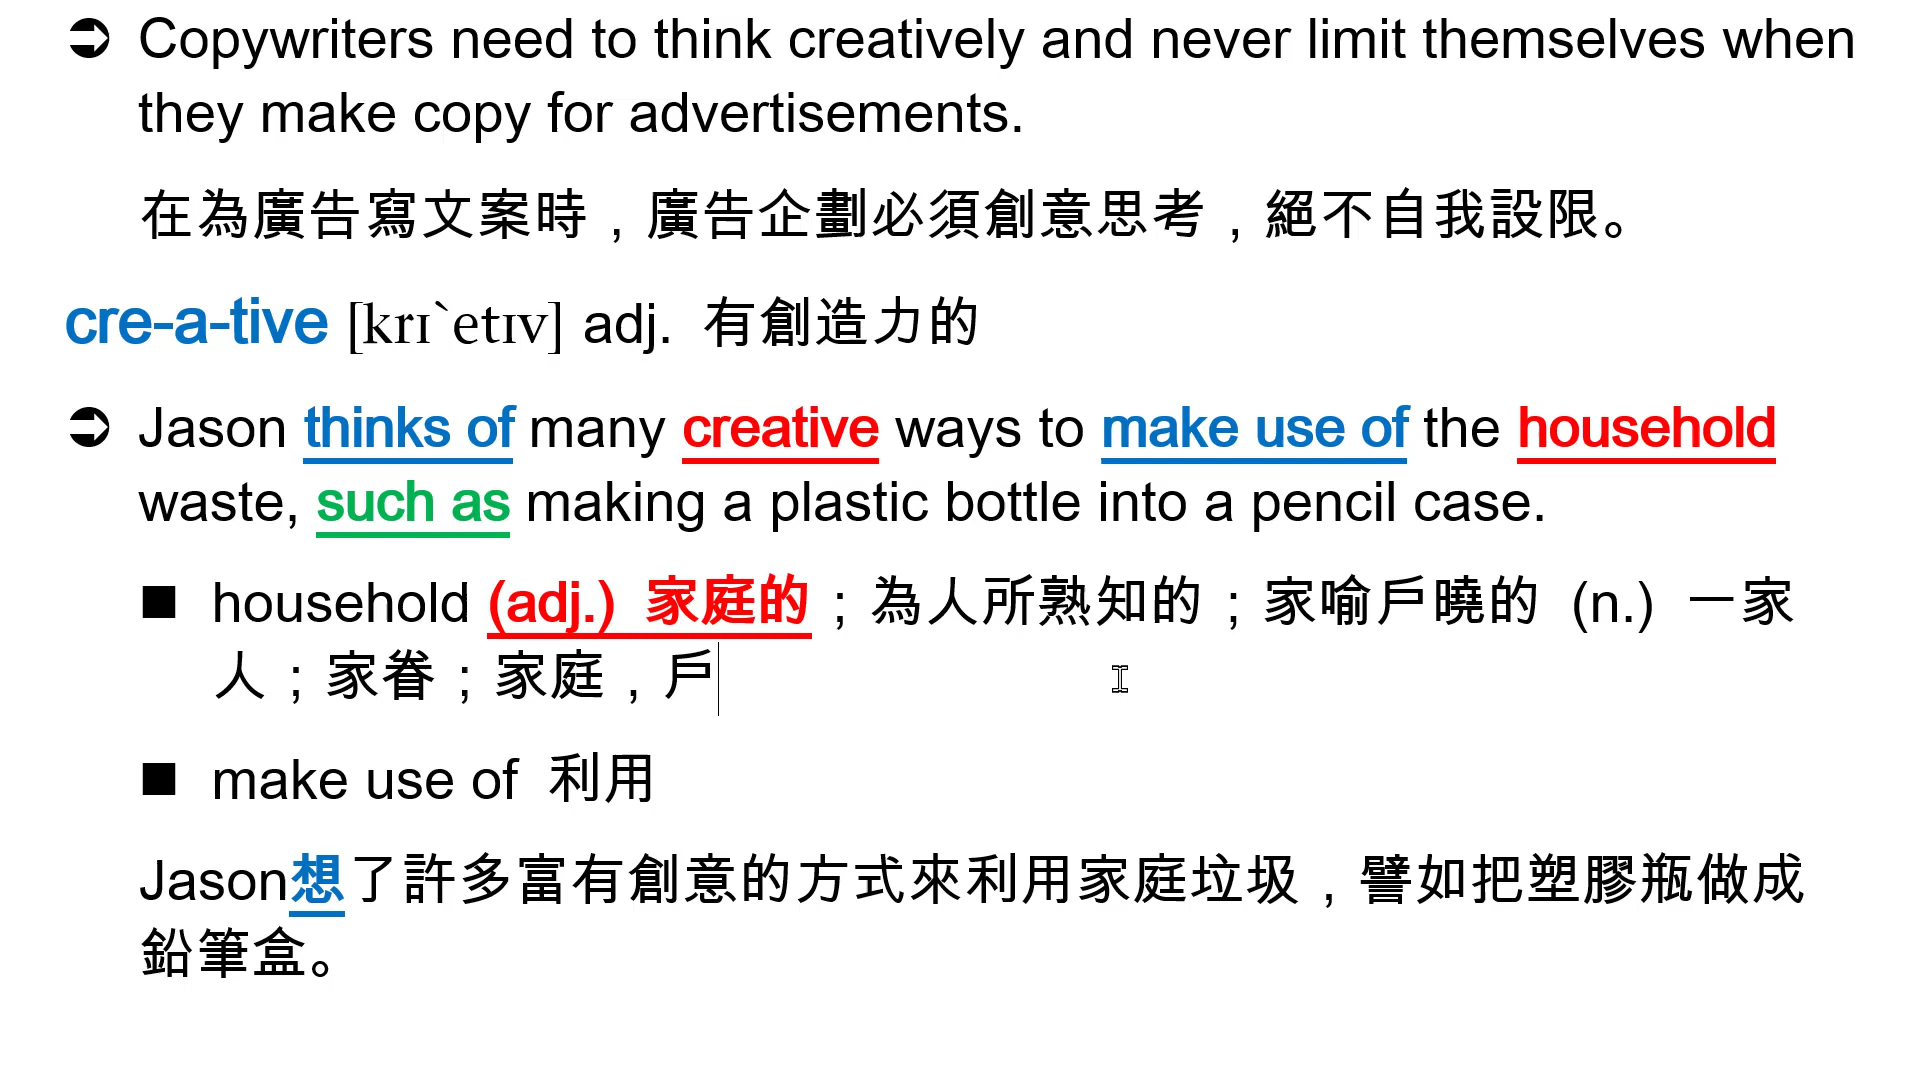 ➲ Copywriters need to think creatively and never limit themselves when
they make copy for advertisements.
在為廣告寫文案時，廣告企劃必須創意思考，絕不自我設限。
cre-a-tive [krɪˋetɪv] adj. 有創造力的
➲ Jason thinks of many creative ways to make use of the household
waste, such as making a plastic bottle into a pencil case.
■ household (adj.) 家庭的；為人所熟知的；家喻戶曉的 (n.) 一家
人；家眷；家庭，戶
■ make use of 利用
Jason想了許多富有創意的方式來利用家庭垃圾，譬如把塑膠瓶做成
鉛筆盒。